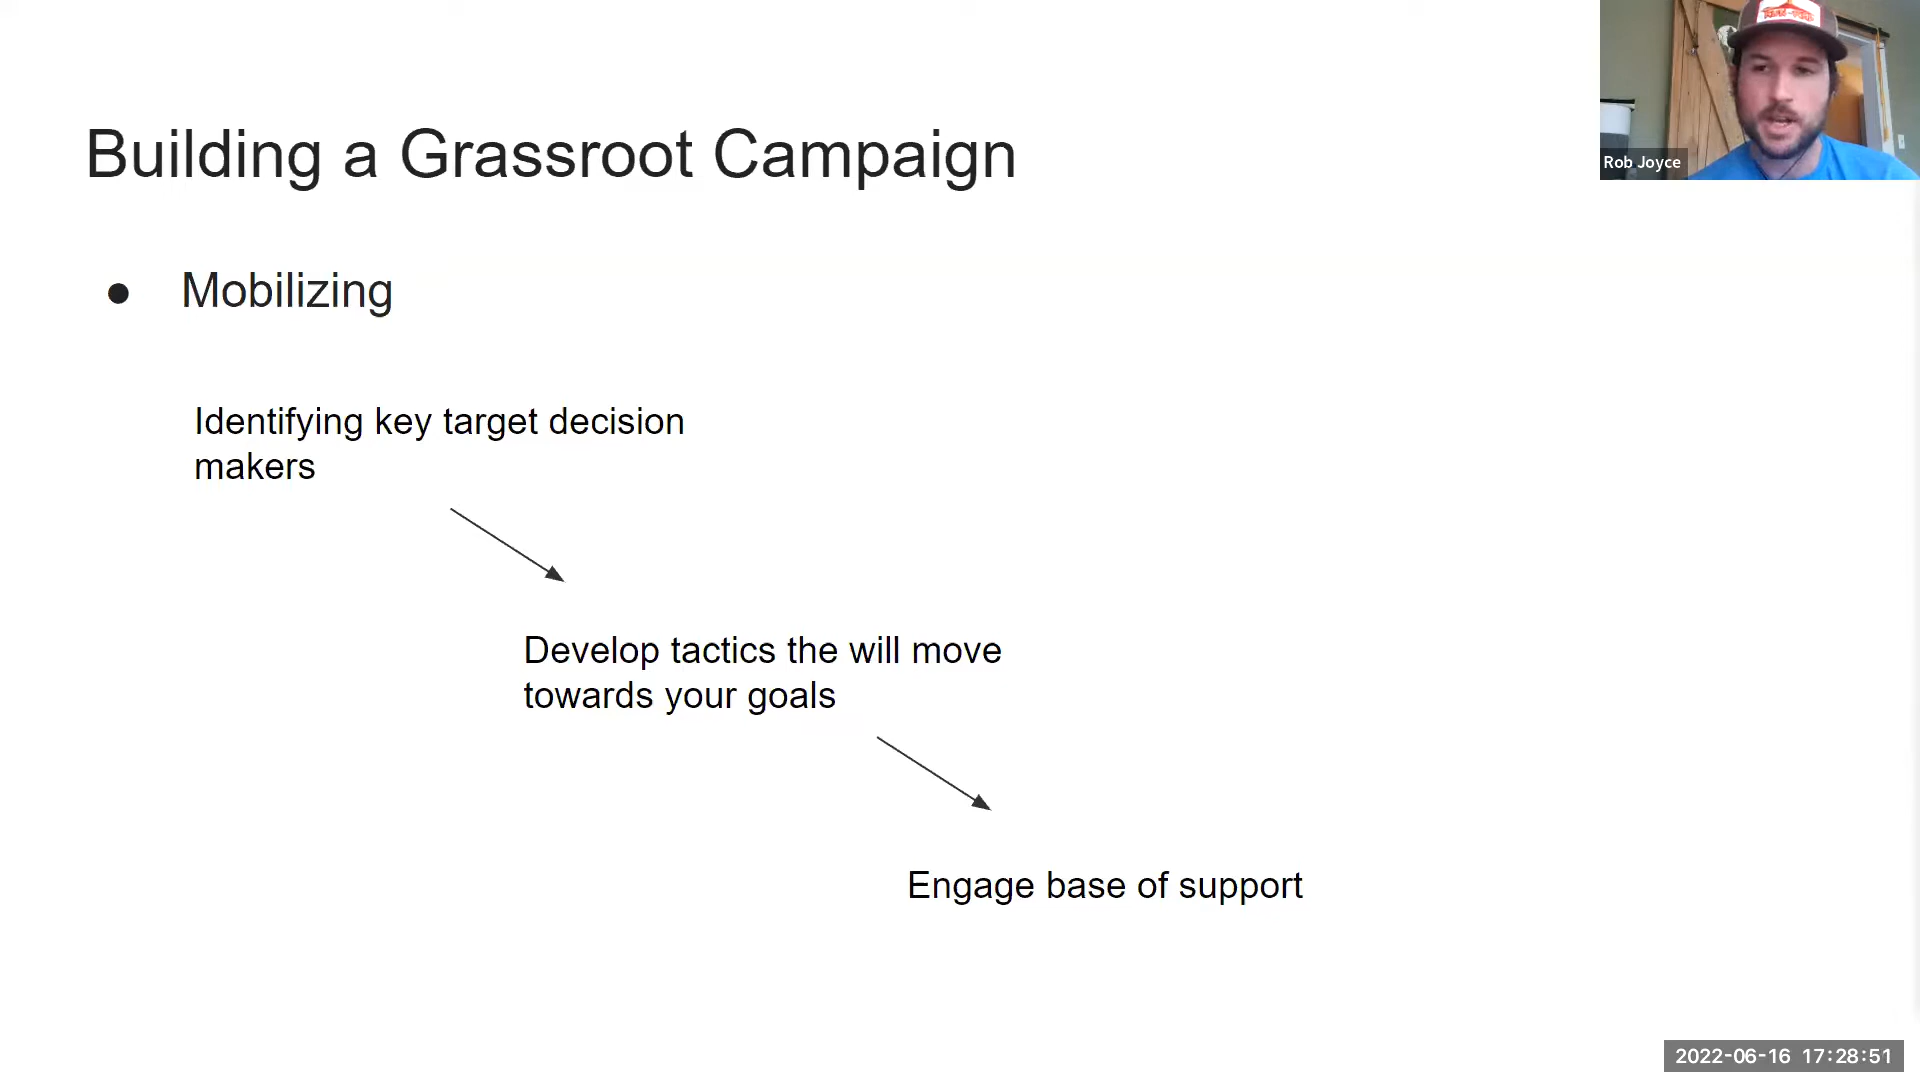 Building a Grassroot Campaign
Rob Joyce
● Mobilizing
Identifying key target decision
makers
Develop tactics the will move
towards your goals
Engage base of support
2022-06-16 17:28:51